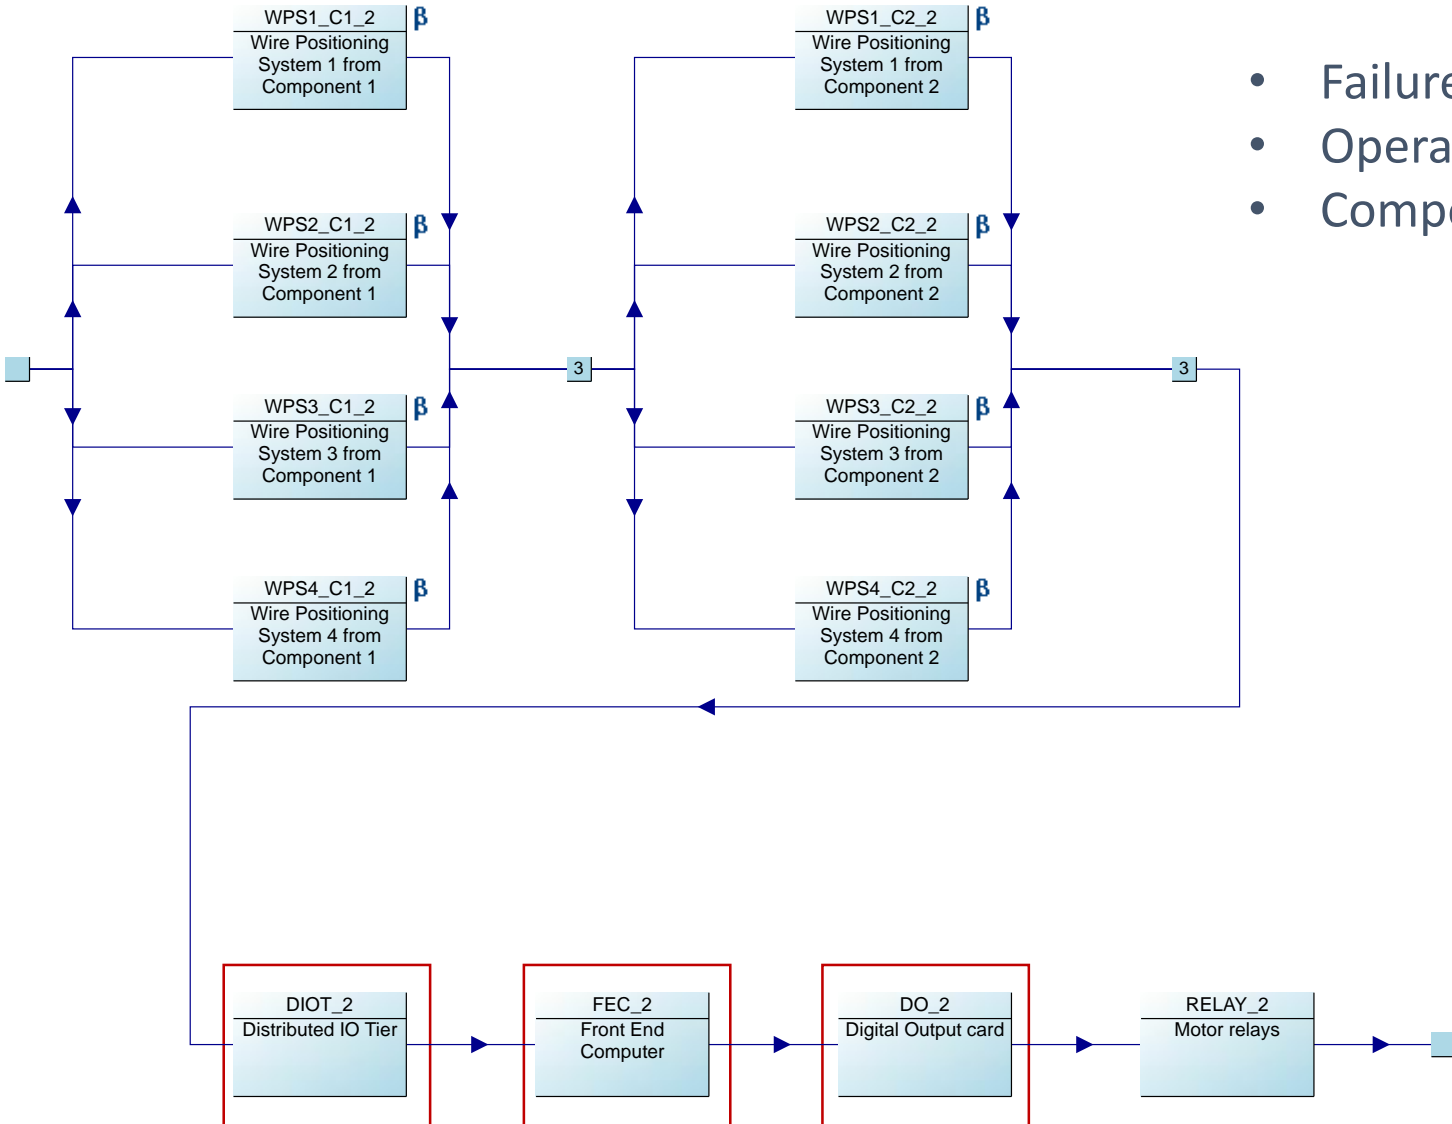 WPS1_C1_2 β
Wire Positioning
System 1 from
Component 1
WPS1_C2_2 β
Wire Positioning
System 1 from
Component 2
• Failure
• Opera
• Compo
WPS2_C1_2 β
Wire Positioning
System 2 from
Component 1
WPS2_C2_2 β
Wire Positioning
System 2 from
Component 2
3
3
WPS3_C1_2 β
Wire Positioning
System 3 from
Component 1
WPS3_C2_2 β
Wire Positioning
System 3 from
Component 2
WPS4_C1_2 β
Wire Positioning
System 4 from
Component 1
WPS4_C2_2 β
Wire Positioning
System 4 from
Component 2
DIOT_2
Distributed IO Tier
FEC_2
Front End
Computer
DO_2
Digital Output card
RELAY_2
Motor relays